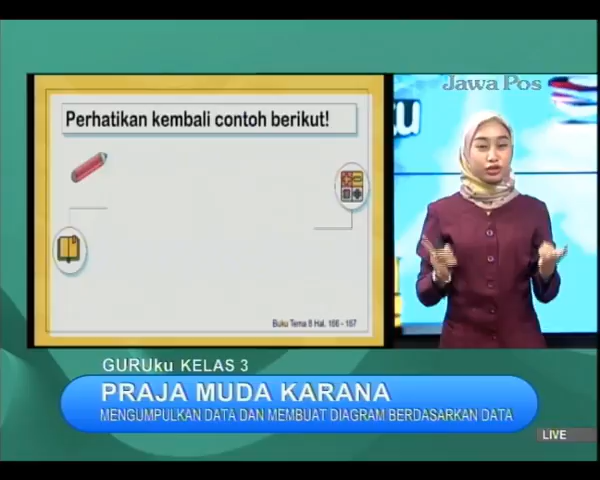 Jawa Pos
Perhatikan kembali contoh berikut!
Buku Tema 8 Hal. 156 - 157
GURUku KELAS 3
PRAJA MUDA KARANA
MENGUMPULKAN DATA DAN MEMBUAT DIAGRAM BERDASARKAN DATA
LIVE